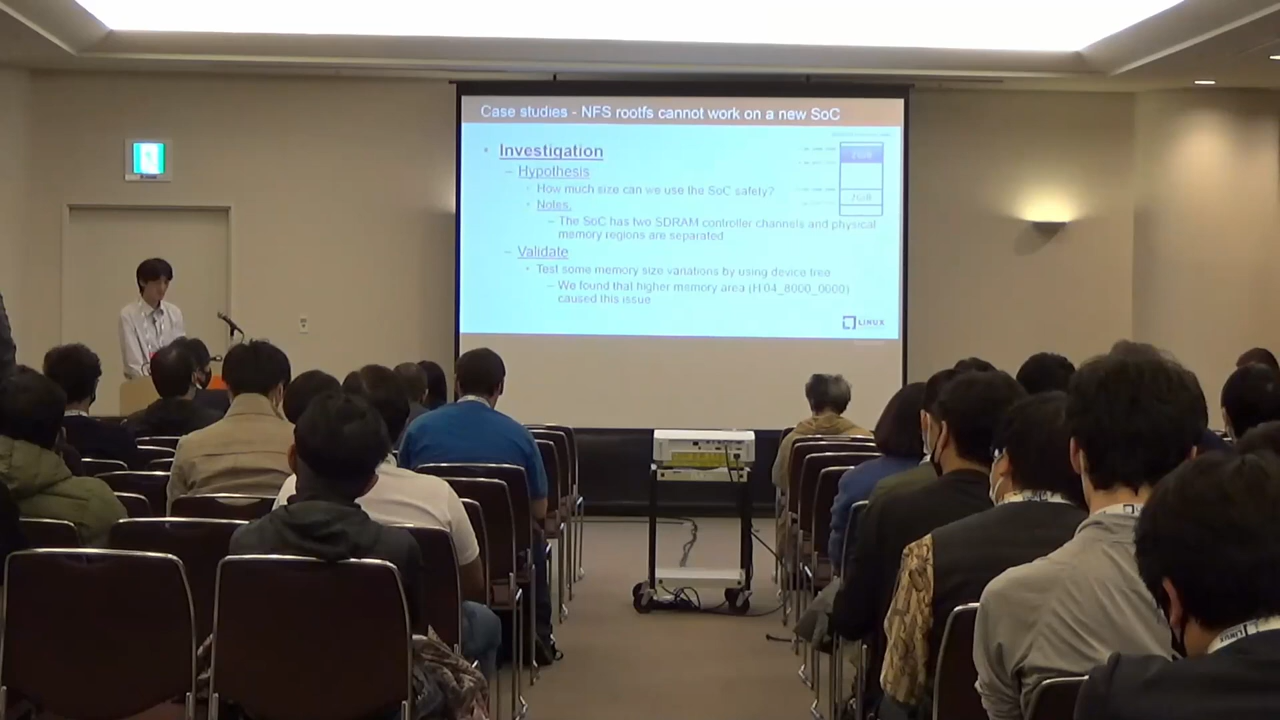 Case studies - NFS rootfs cannot work on a new SoC
Investigation
Hypothesis
How much size can we use the SoC safety?
Notes.
The SoC has two SDRAM controller channels and physical
memory regions are separated
Validate
Test some memory size variations by using device tree
We found that higher memory area (H'04_8000_0000)
caused this issue
2GiB
2GiB
LINUX